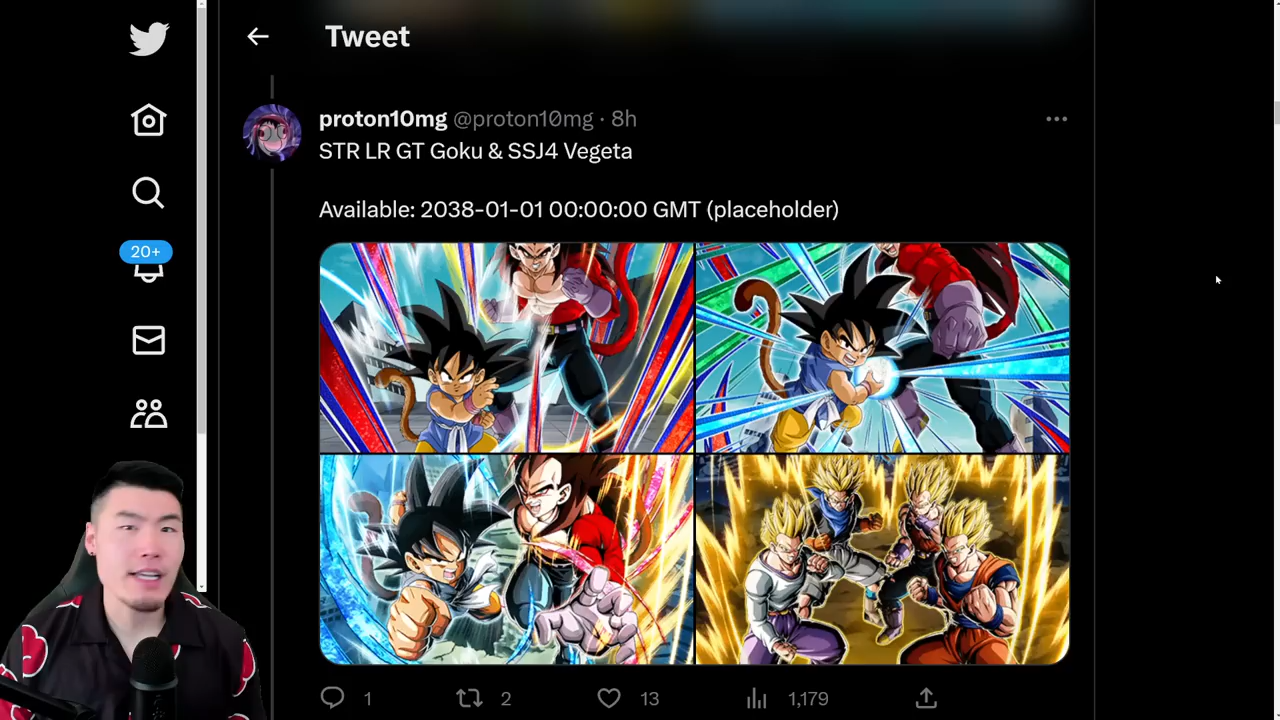 Tweet
proton10mg @proton10mg · 8h
STR LR GT Goku & SSJ4 Vegeta
Available: 2038-01-01 00:00:00 GMT (placeholder)
20+
1
2
13
1,179